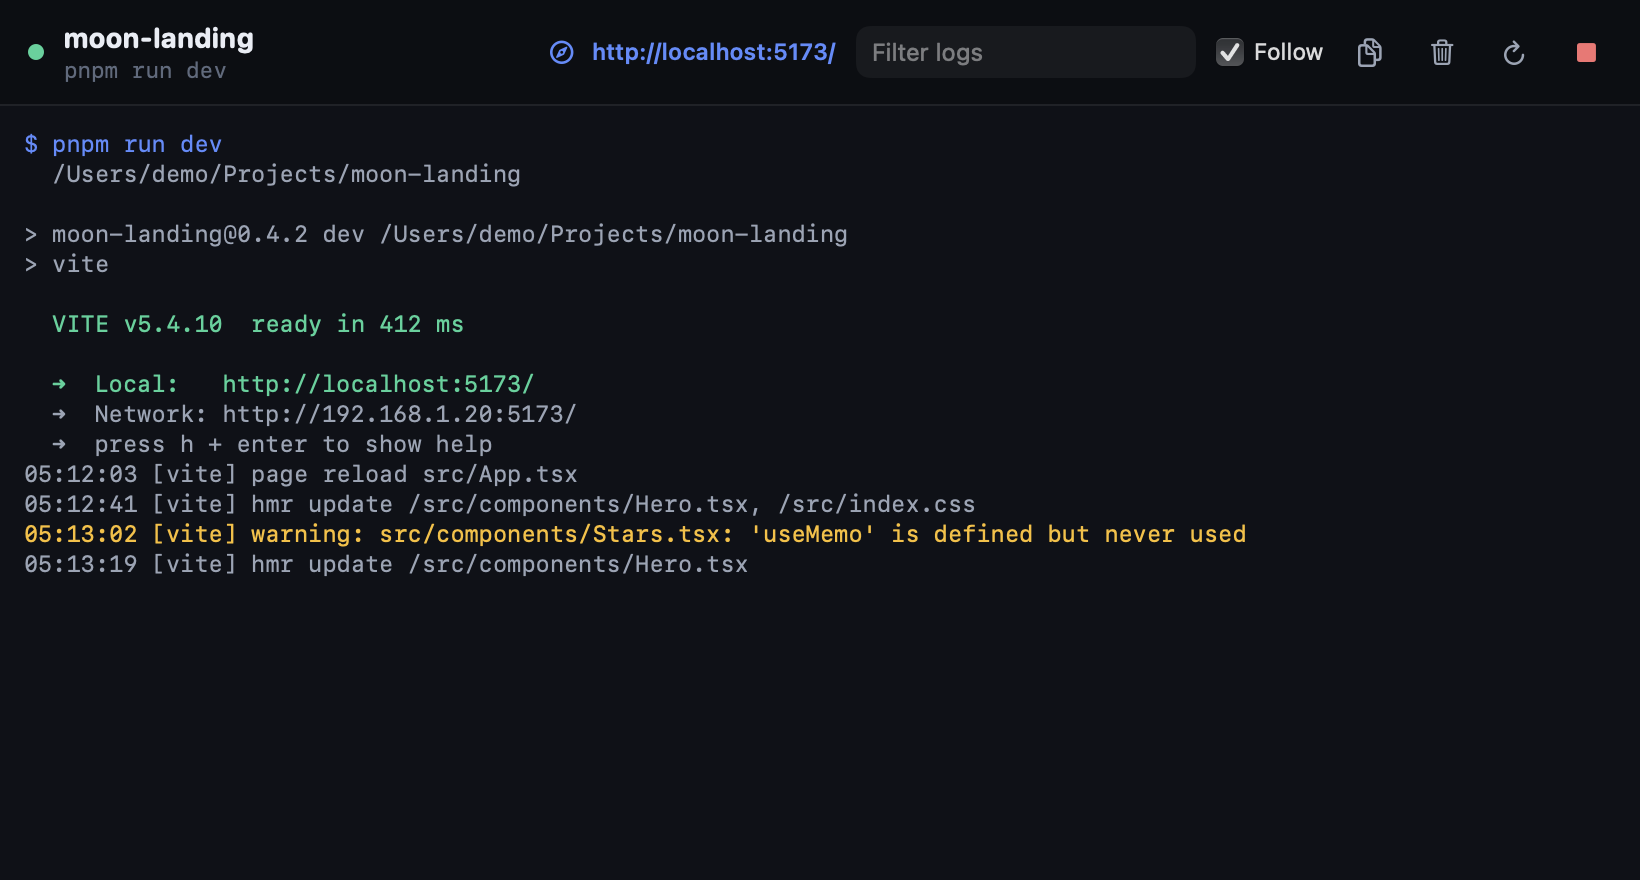 moon-landing
pnpm run dev
http://localhost:5173/
Filter logs
Follow
$ pnpm run dev
/Users/demo/Projects/moon-landing
> moon-landing@0.4.2 dev /Users/demo/Projects/moon-landing
> vite
VITE v5.4.10  ready in 412 ms
➜  Local:   http://localhost:5173/
➜  Network: http://192.168.1.20:5173/
➜  press h + enter to show help
05:12:03 [vite] page reload src/App.tsx
05:12:41 [vite] hmr update /src/components/Hero.tsx, /src/index.css
05:13:02 [vite] warning: src/components/Stars.tsx: 'useMemo' is defined but never used
05:13:19 [vite] hmr update /src/components/Hero.tsx